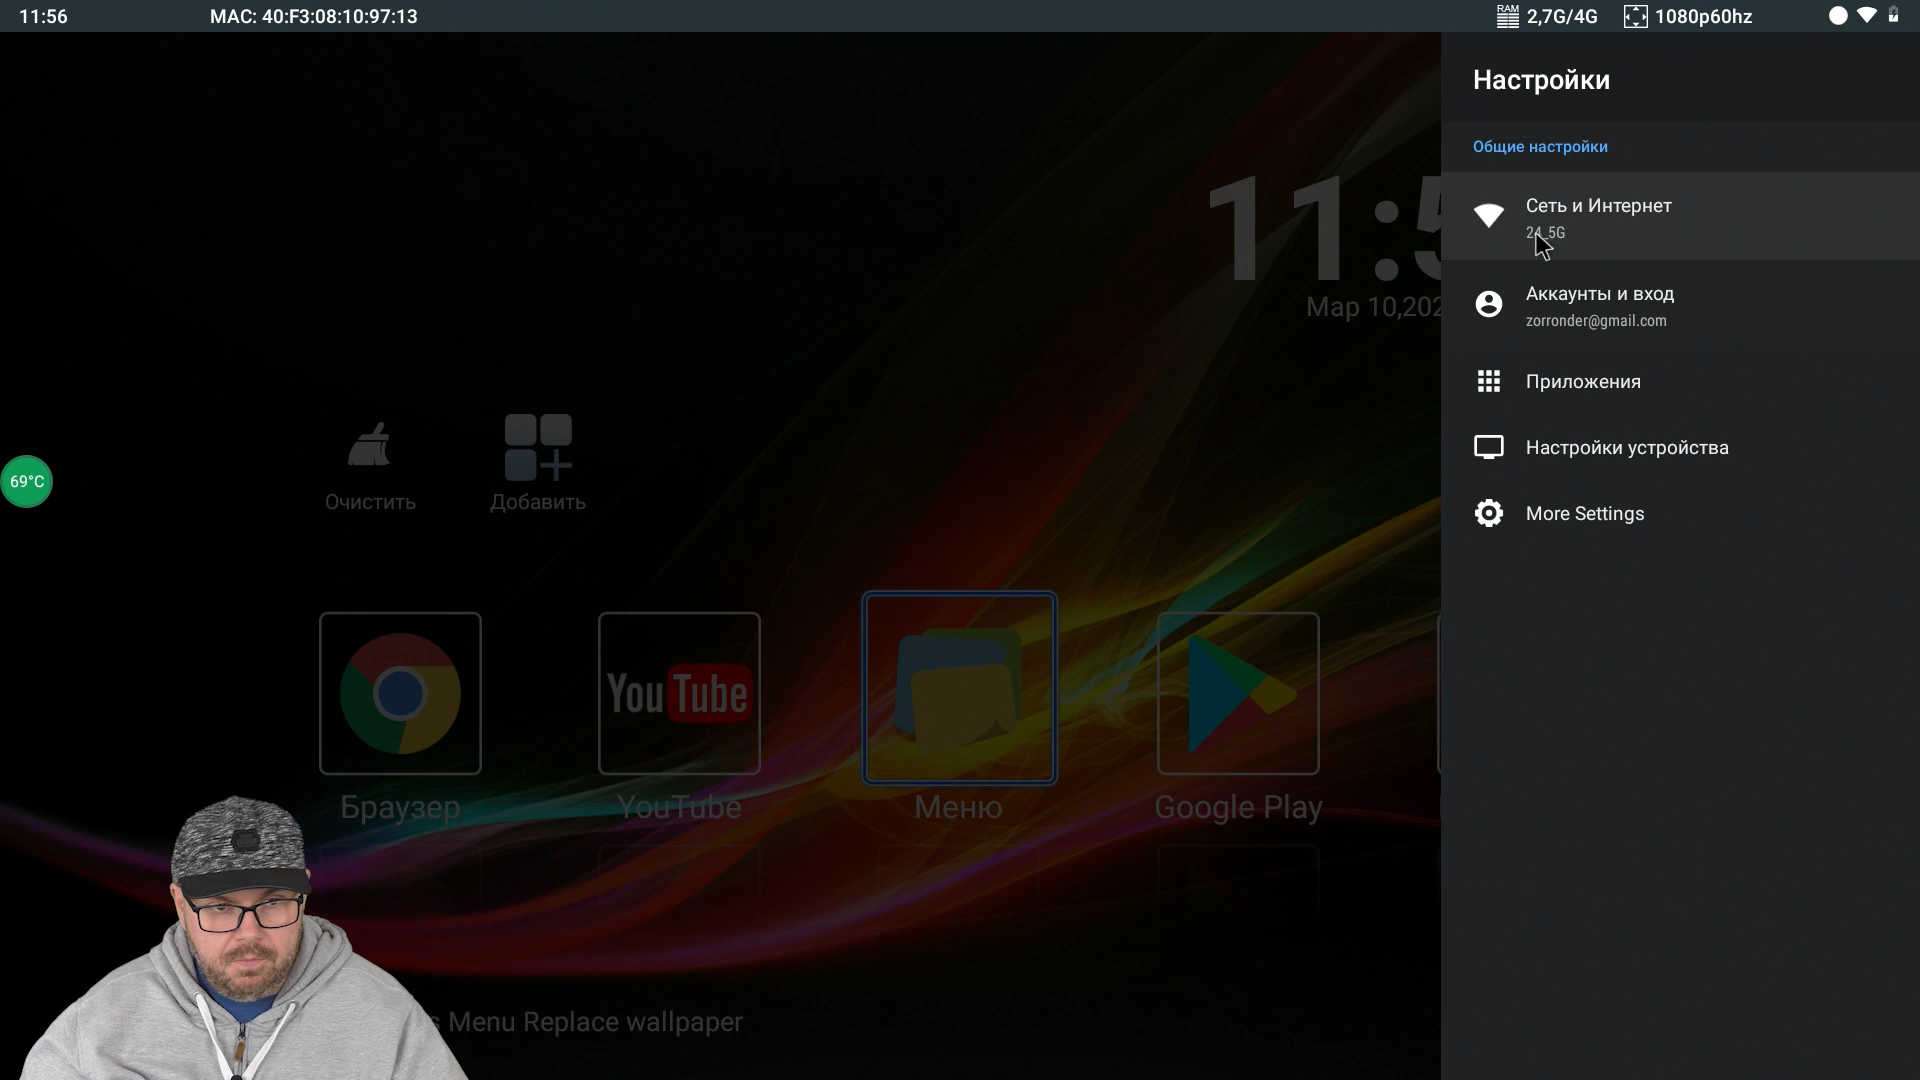 11:56
MAC: 40:F3:08:10:97:13
RAM
2,7G/4G
1080p60hz
Настройки
Общие настройки
Сеть и Интернет
24_5G
11:5
Мар 10,202
Аккаунты и вход
zorronder@gmail.com
Приложения
Настройки устройства
More Settings
69°C
Очистить
Добавить
YouTube
Браузер
YouTube
Меню
Google Play
s Menu Replace wallpaper